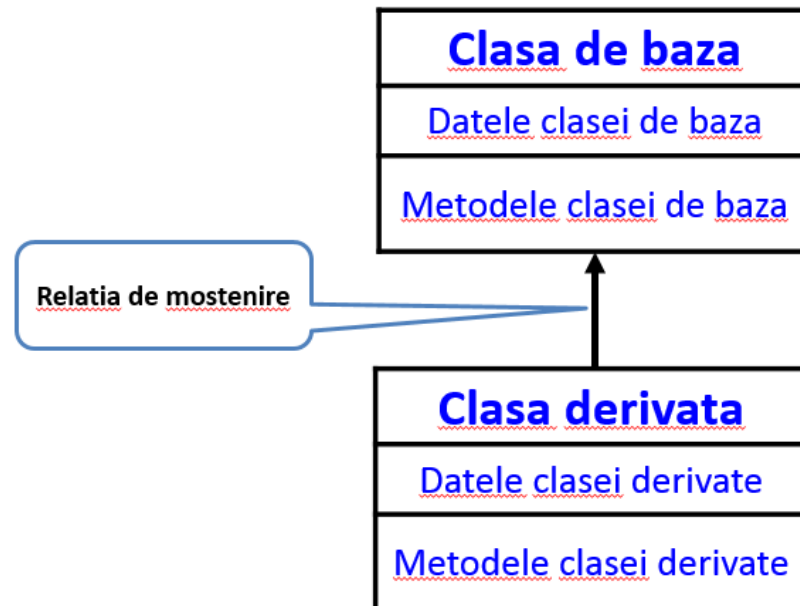 Clasa de baza
Datele clasei de baza
Metodele clasei de baza
Relatia de mostenire
Clasa derivata
Datele clasei derivate
Metodele clasei derivate